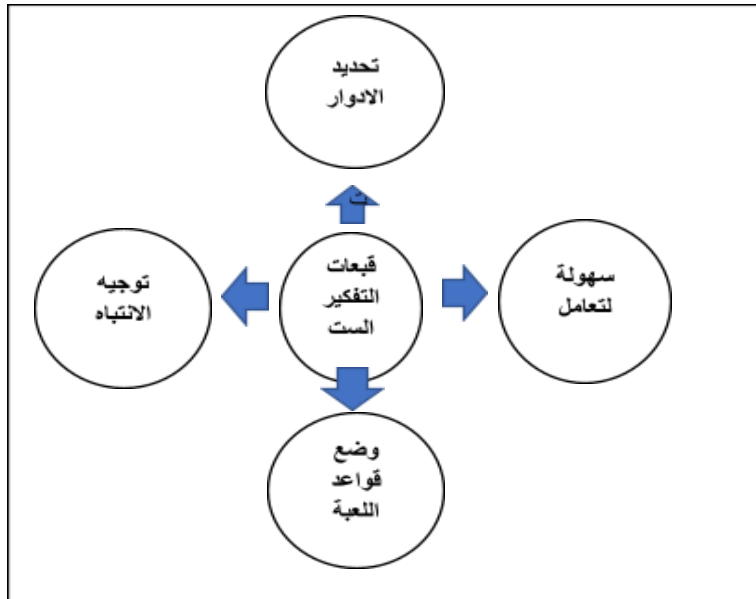 تحديد
الادوار
ت
قبعات
التفكير
الست
سهولة
لتعامل
توجيه
الانتباه
وضع
قواعد
اللعبة